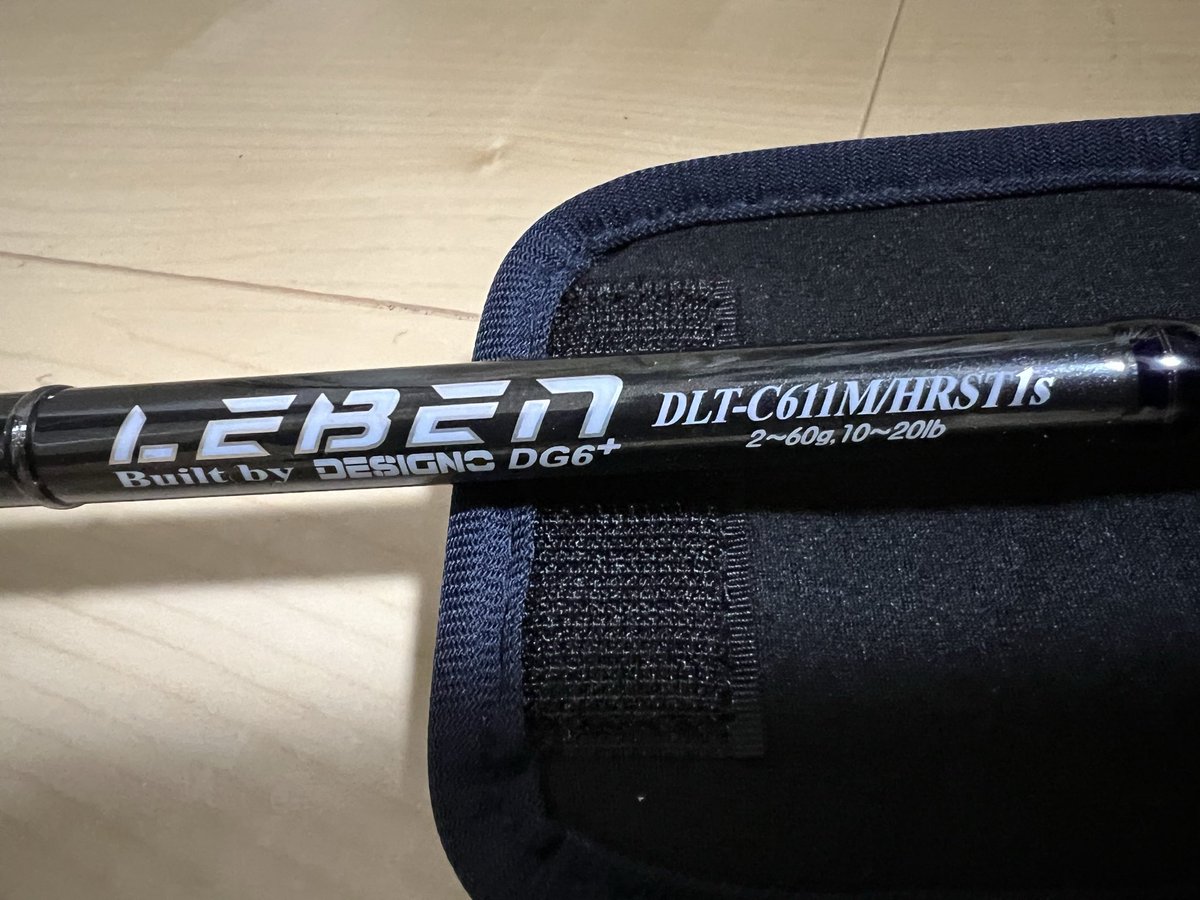 LEBEN
Built by DESIGNO DG6+
DLT-C611M/HRST1s
2~60g, 10~20lb